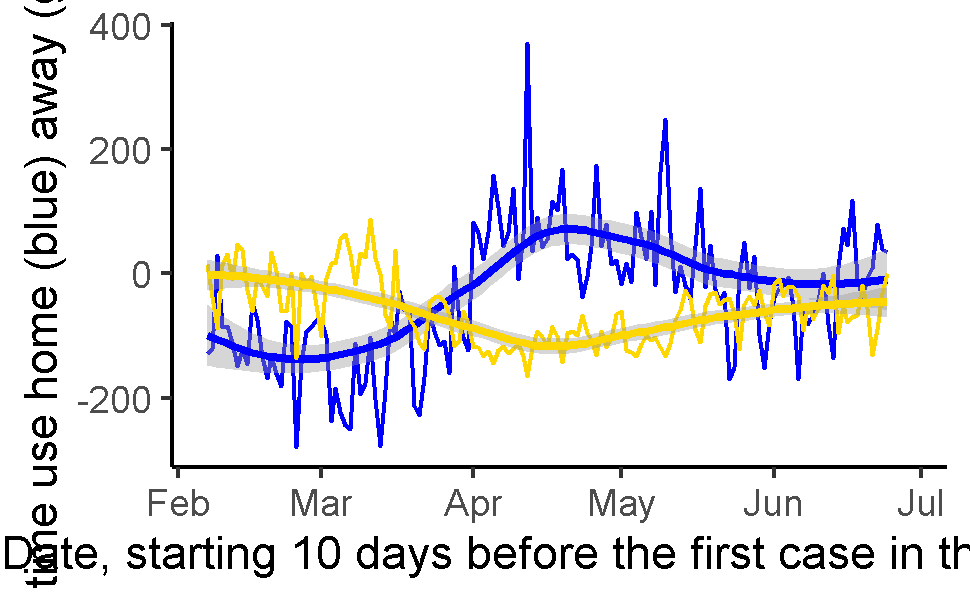 time use home (blue) away (
400
200
0
-200
Feb Mar Apr May Jun Jul
Date, starting 10 days before the first case in th